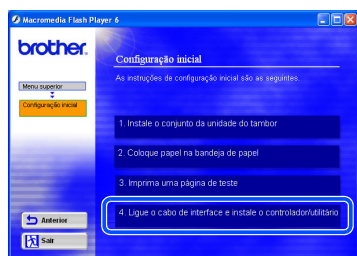 Macromedia Flash Player 6
brother.
Configuração inicial
As instruções de configuração inicial são as seguintes.
Menu superior
Configuração inicial
1. Instale o conjunto da unidade do tambor
2. Coloque papel na bandeja de papel
3. Imprima uma página de teste
4. Ligue o cabo de interface e instale o controlador/utilitário
Anterior
Sair